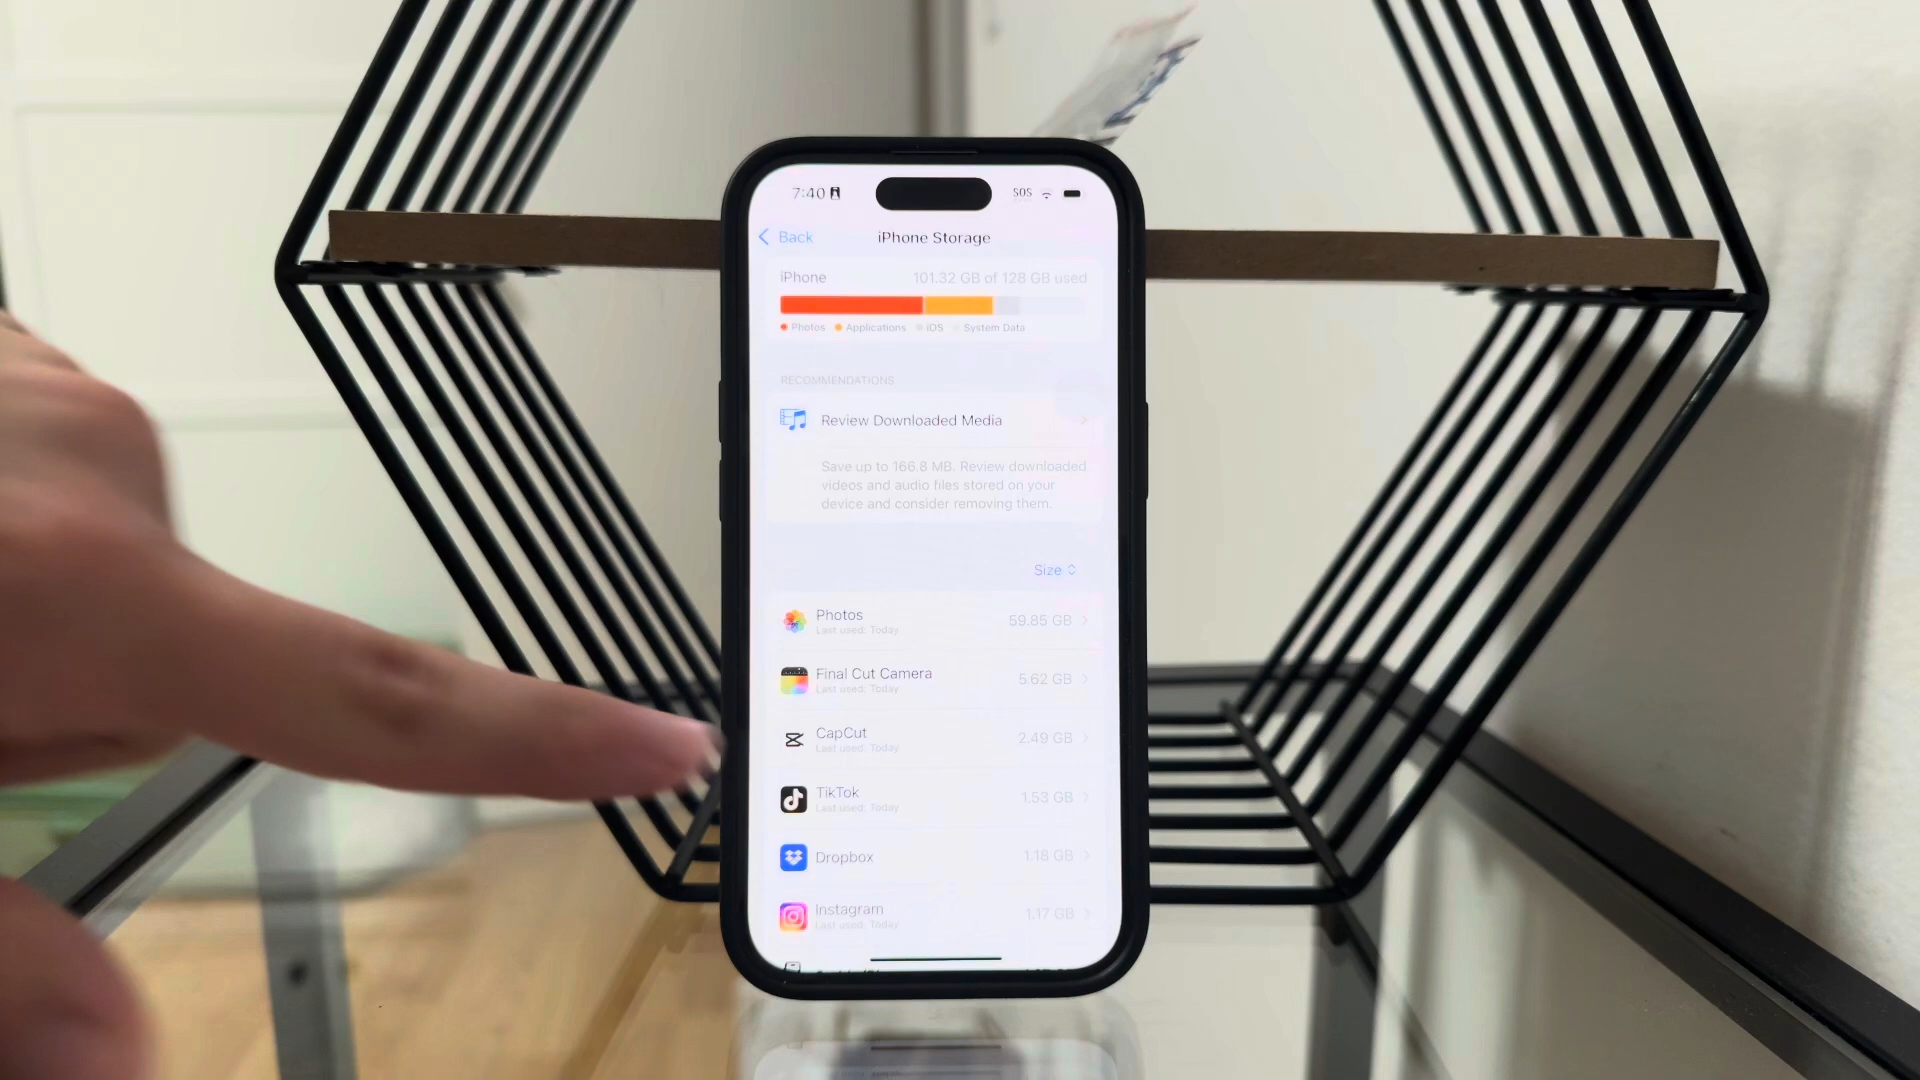 7:40
SOS
Back
iPhone Storage
iPhone
101.32 GB of 128 GB used
Photos
Applications
iOS
System Data
RECOMMENDATIONS
Review Downloaded Media
Save up to 166.8 MB. Review downloaded
videos and audio files stored on your
device and consider removing them.
Size
Photos
59.85 GB
Last used: Today
Final Cut Camera
5.62 GB
Last used: Today
CapCut
2.49 GB
Last used: Today
TikTok
1.53 GB
Last used: Today
Dropbox
1.18 GB
Instagram
1.17 GB
Last used: Today